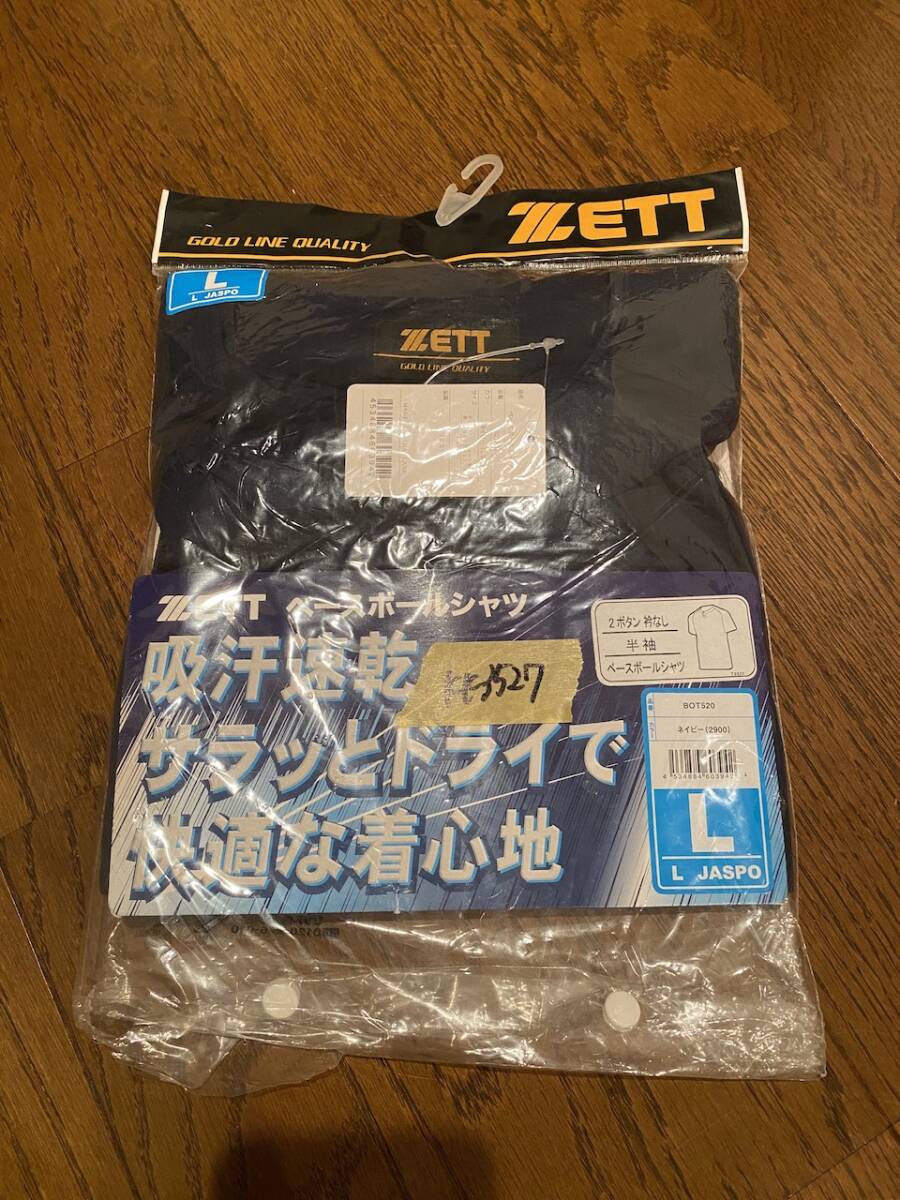 ZETT
GOLD LINE QUALITY
L
L JASPO
ZETT
GOLD LINE QUALITY
ZETT ベースボールシャツ
吸汗速乾
サラッとドライで
快適な着心地
2ボタン 衿なし
半袖
ベースボールシャツ
BOT520
ネイビー(2900)
L
L JASPO